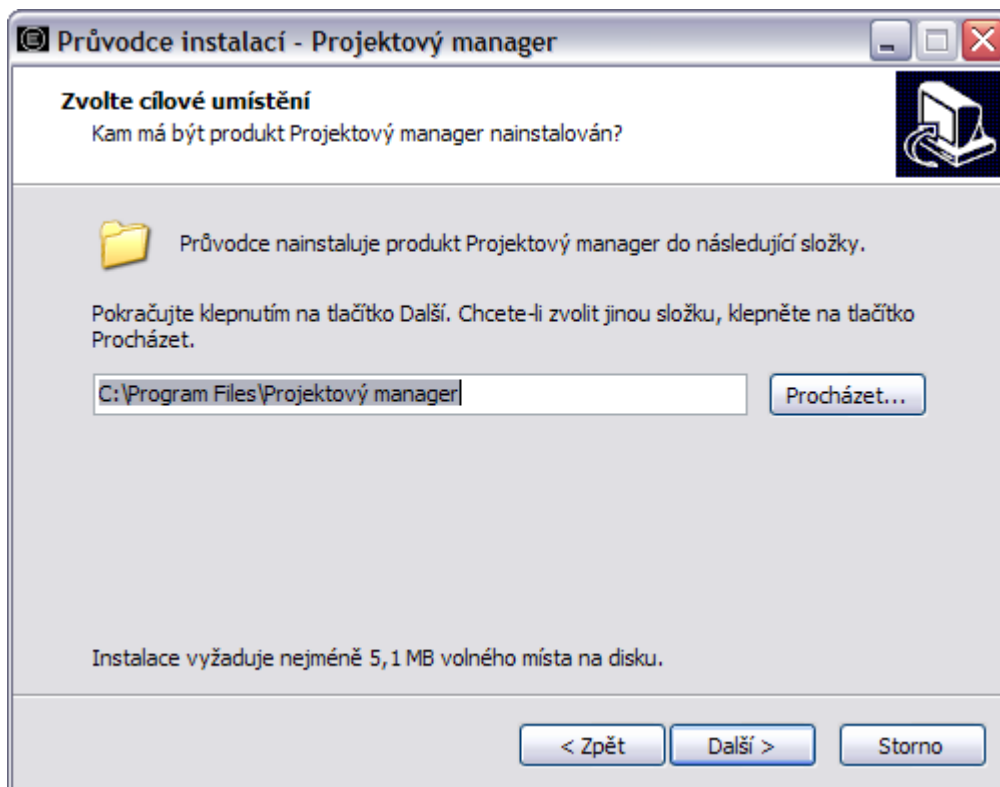 Průvodce instalací - Projektový manager
Zvolte cílové umístění
Kam má být produkt Projektový manager nainstalován?
Průvodce nainstaluje produkt Projektový manager do následující složky.
Pokračujte klepnutím na tlačítko Další. Chcete-li zvolit jinou složku, klepněte na tlačítko
Procházet.
C:\Program Files\Projektový manager
Procházet...
Instalace vyžaduje nejméně 5,1 MB volného místa na disku.
< Zpět
Další >
Storno